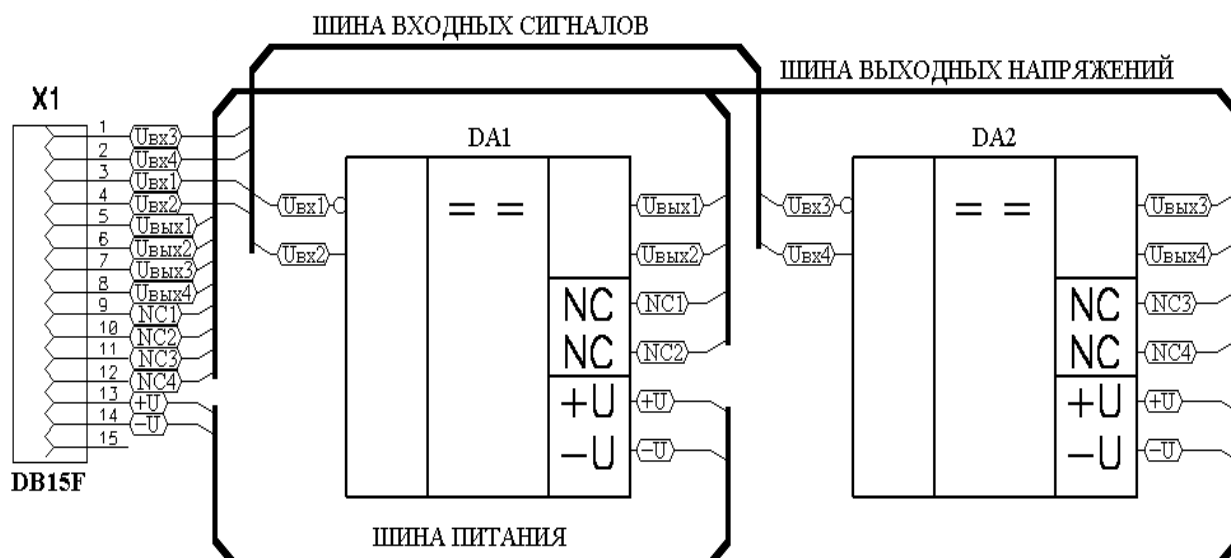 ШИНА ВХОДНЫХ СИГНАЛОВ
ШИНА ВЫХОДНЫХ НАПРЯЖЕНИЙ
X1
1 Uвх3
2 Uвх4
3 Uвх1
4 Uвх2
5 Uвых1
6 Uвых2
7 Uвых3
8 Uвых4
9 NC1
10 NC2
11 NC3
12 NC4
13 +U
14 -U
15
DB15F
DA1
Uвх1 = = Uвых1
Uвх2 Uвых2
NC NC1
NC NC2
+U +U
-U -U
DA2
Uвх3 = = Uвых3
Uвх4 Uвых4
NC NC3
NC NC4
+U +U
-U -U
ШИНА ПИТАНИЯ